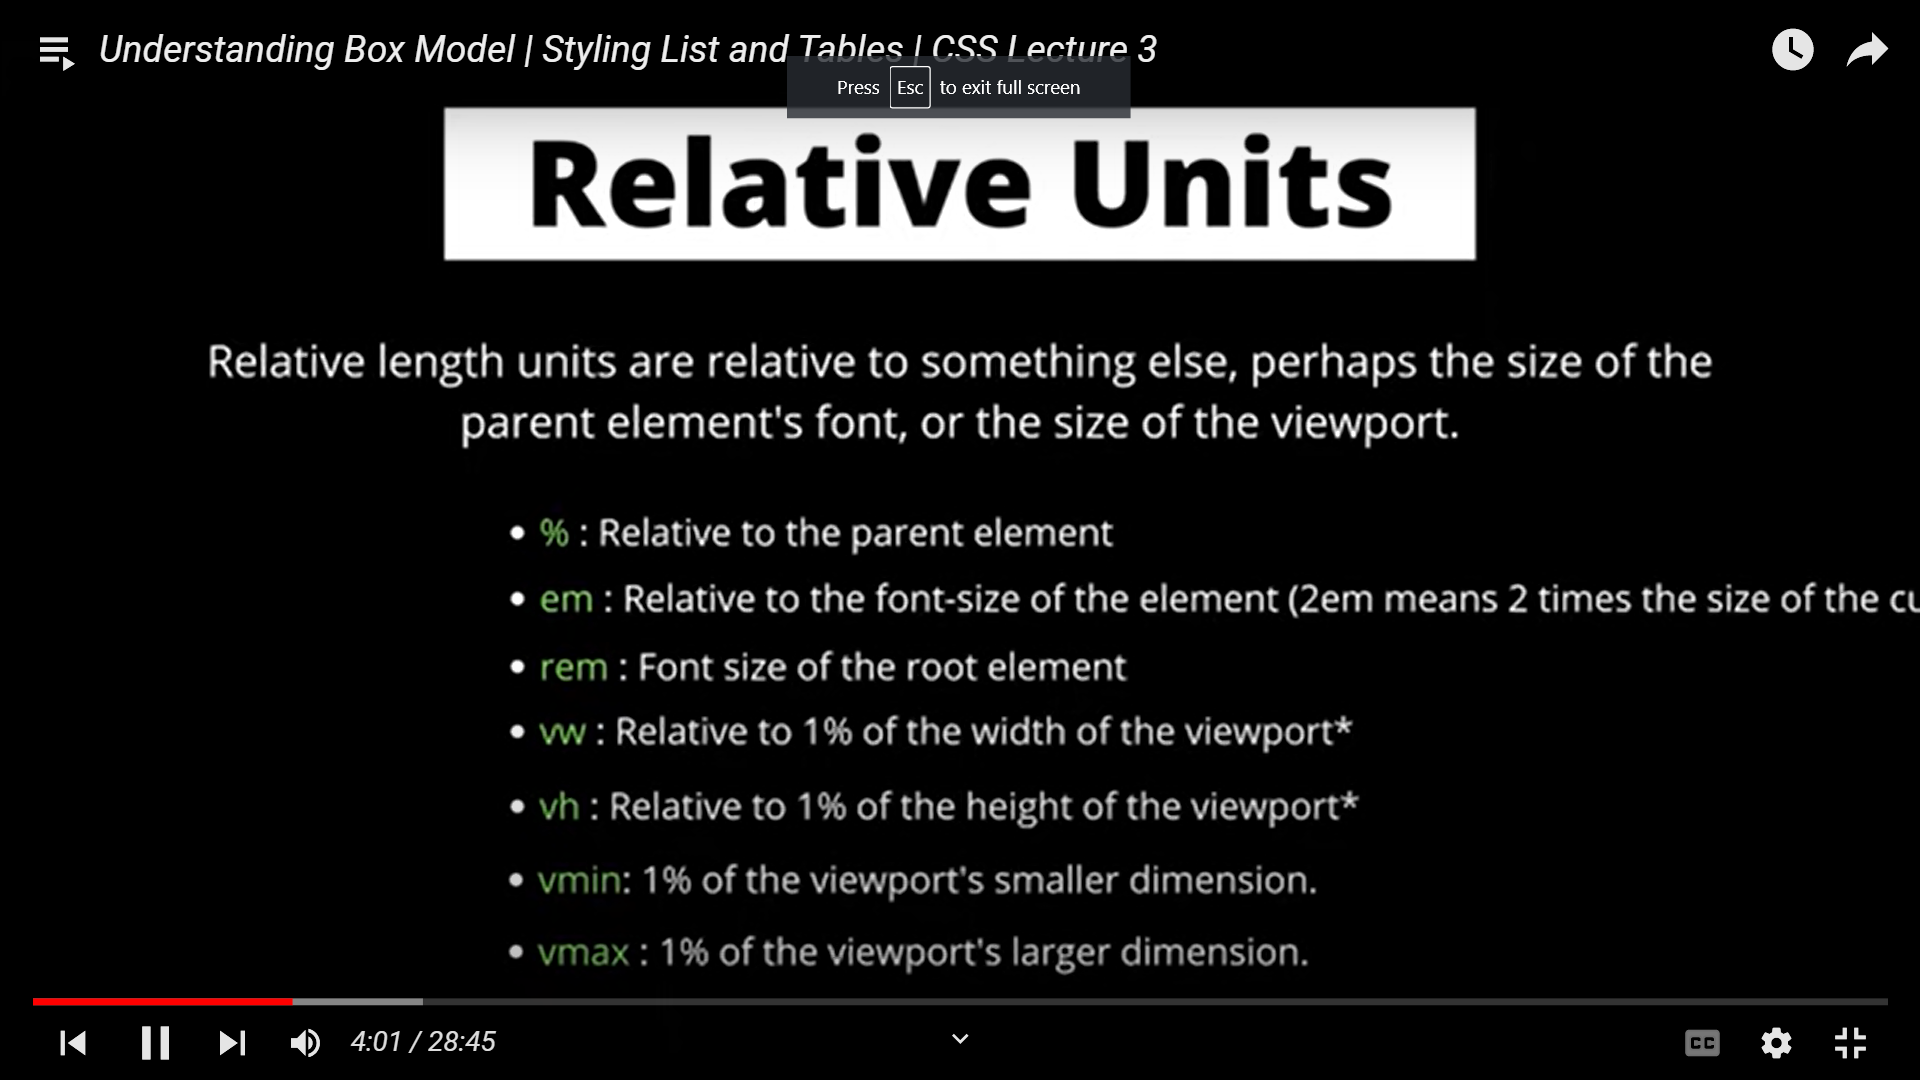 Understanding Box Model | Styling List and Tables | CSS Lecture 3
Press Esc to exit full screen
Relative Units
Relative length units are relative to something else, perhaps the size of the
parent element's font, or the size of the viewport.
• % : Relative to the parent element
• em : Relative to the font-size of the element (2em means 2 times the size of the cu
• rem : Font size of the root element
• vw : Relative to 1% of the width of the viewport*
• vh : Relative to 1% of the height of the viewport*
• vmin: 1% of the viewport's smaller dimension.
• vmax : 1% of the viewport's larger dimension.
4:01 / 28:45
CC